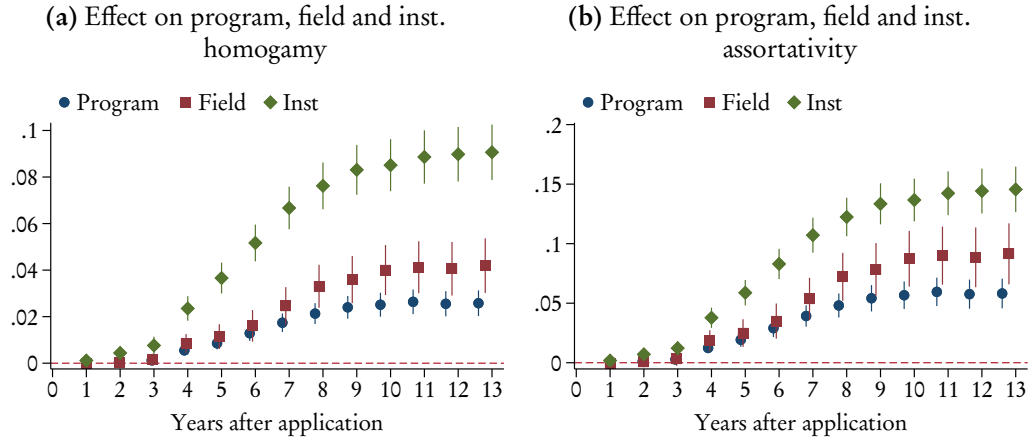 (a) Effect on program, field and inst.
homogamy
Program Field Inst
.1
.08
.06
.04
.02
0
0 1 2 3 4 5 6 7 8 9 10 11 12 13
Years after application
(b) Effect on program, field and inst.
assortativity
Program Field Inst
.2
.15
.1
.05
0
0 1 2 3 4 5 6 7 8 9 10 11 12 13
Years after application